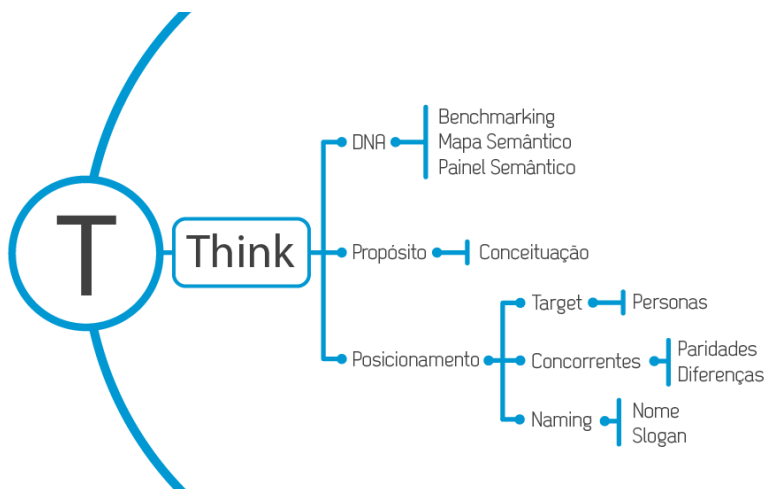 T
Think
DNA
Benchmarking
Mapa Semântico
Painel Semântico
Propósito
Conceituação
Posicionamento
Target
Personas
Concorrentes
Paridades
Diferenças
Naming
Nome
Slogan